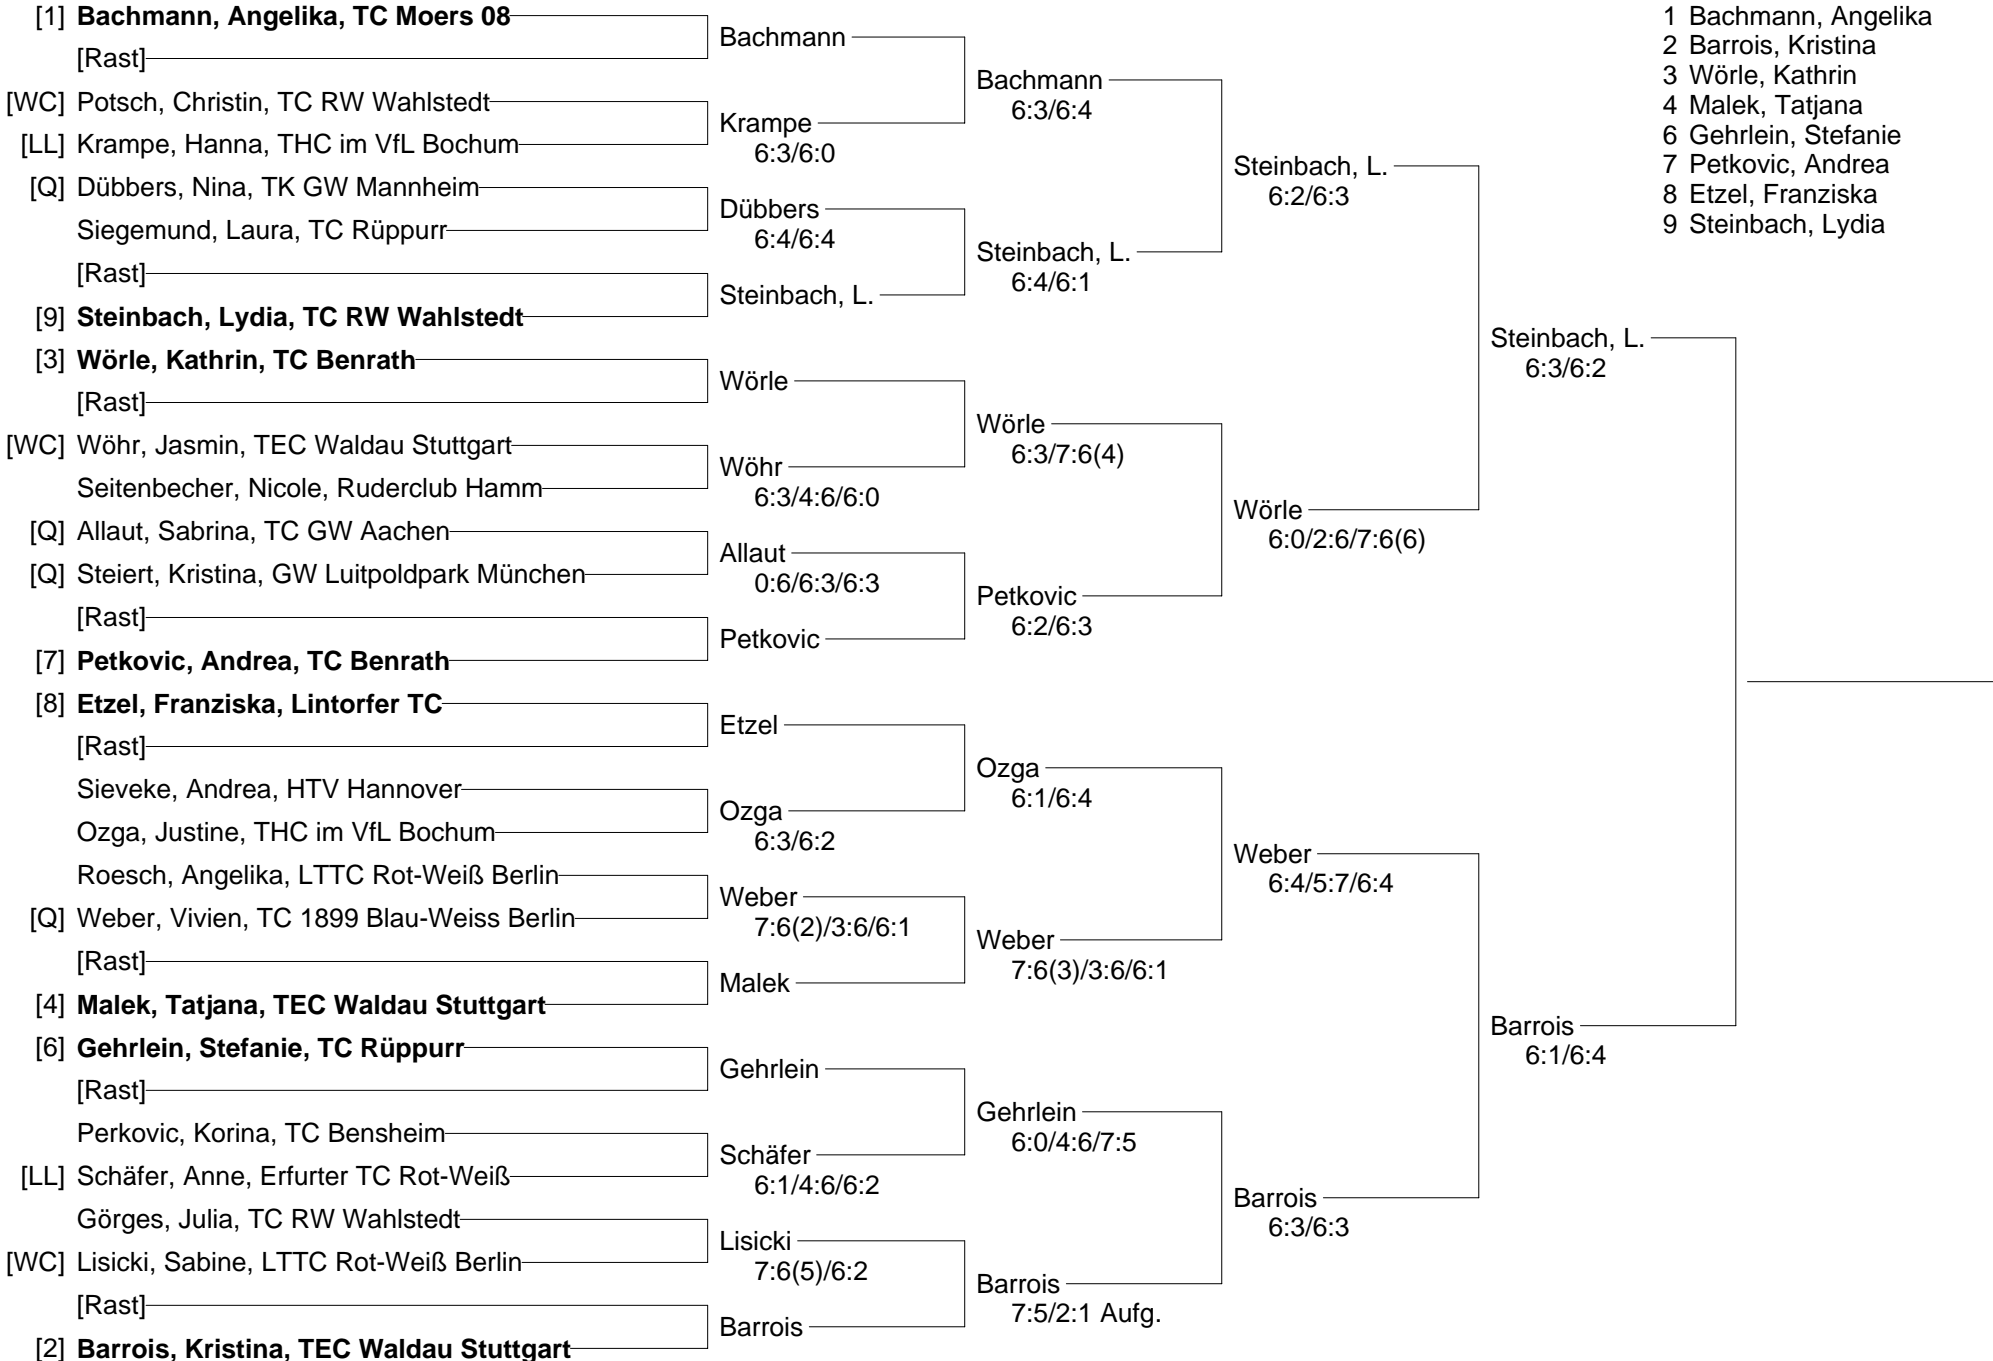 [1] Bachmann, Angelika, TC Moers 08
[Rast]
[WC] Potsch, Christin, TC RW Wahlstedt
[LL] Krampe, Hanna, THC im VfL Bochum
[Q] Dübbers, Nina, TK GW Mannheim
Siegemund, Laura, TC Rüppurr
[Rast]
[9] Steinbach, Lydia, TC RW Wahlstedt
[3] Wörle, Kathrin, TC Benrath
[Rast]
[WC] Wöhr, Jasmin, TEC Waldau Stuttgart
Seitenbecher, Nicole, Ruderclub Hamm
[Q] Allaut, Sabrina, TC GW Aachen
[Q] Steiert, Kristina, GW Luitpoldpark München
[Rast]
[7] Petkovic, Andrea, TC Benrath
[8] Etzel, Franziska, Lintorfer TC
[Rast]
Sieveke, Andrea, HTV Hannover
Ozga, Justine, THC im VfL Bochum
Roesch, Angelika, LTTC Rot-Weiß Berlin
[Q] Weber, Vivien, TC 1899 Blau-Weiss Berlin
[Rast]
[4] Malek, Tatjana, TEC Waldau Stuttgart
[6] Gehrlein, Stefanie, TC Rüppurr
[Rast]
Perkovic, Korina, TC Bensheim
[LL] Schäfer, Anne, Erfurter TC Rot-Weiß
Görges, Julia, TC RW Wahlstedt
[WC] Lisicki, Sabine, LTTC Rot-Weiß Berlin
[Rast]
[2] Barrois, Kristina, TEC Waldau Stuttgart
Bachmann
Krampe
6:3/6:0
Dübbers
6:4/6:4
Steinbach, L.
Wörle
Wöhr
6:3/4:6/6:0
Allaut
0:6/6:3/6:3
Petkovic
Etzel
Ozga
6:3/6:2
Weber
7:6(2)/3:6/6:1
Malek
Gehrlein
Schäfer
6:1/4:6/6:2
Lisicki
7:6(5)/6:2
Barrois
Bachmann
6:3/6:4
Steinbach, L.
6:4/6:1
Wörle
6:3/7:6(4)
Petkovic
6:2/6:3
Ozga
6:1/6:4
Weber
7:6(3)/3:6/6:1
Gehrlein
6:0/4:6/7:5
Barrois
7:5/2:1 Aufg.
Steinbach, L.
6:2/6:3
Wörle
6:0/2:6/7:6(6)
Weber
6:4/5:7/6:4
Barrois
6:3/6:3
Steinbach, L.
6:3/6:2
Barrois
6:1/6:4
1 Bachmann, Angelika
2 Barrois, Kristina
3 Wörle, Kathrin
4 Malek, Tatjana
6 Gehrlein, Stefanie
7 Petkovic, Andrea
8 Etzel, Franziska
9 Steinbach, Lydia